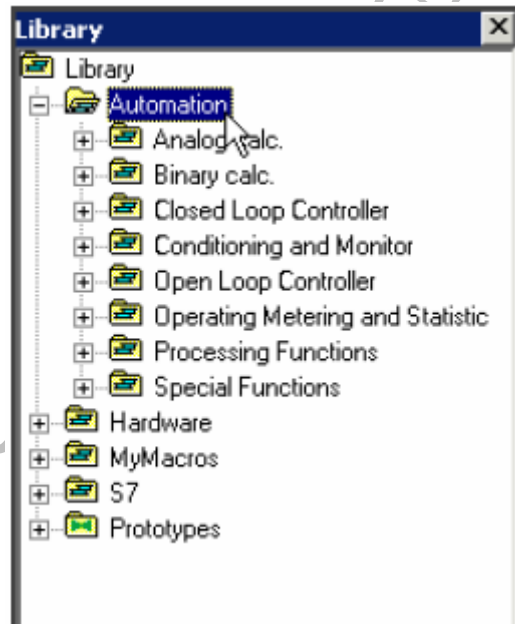 Library
Library
Automation
Analog calc.
Binary calc.
Closed Loop Controller
Conditioning and Monitor
Open Loop Controller
Operating Metering and Statistic
Processing Functions
Special Functions
Hardware
MyMacros
S7
Prototypes